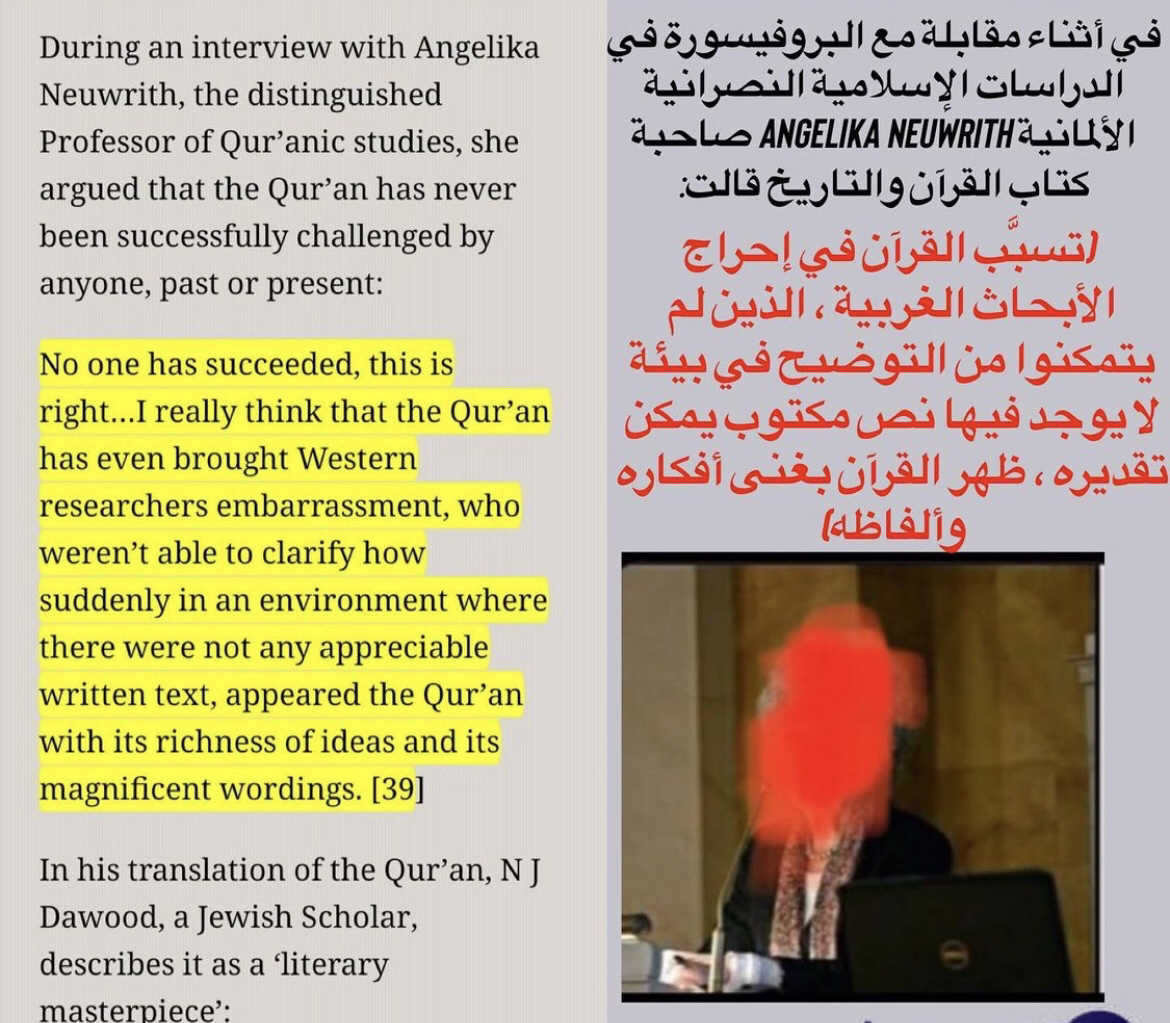 During an interview with Angelika
Neuwrith, the distinguished
Professor of Qur’anic studies, she
argued that the Qur’an has never
been successfully challenged by
anyone, past or present:
No one has succeeded, this is
right...I really think that the Qur’an
has even brought Western
researchers embarrassment, who
weren’t able to clarify how
suddenly in an environment where
there were not any appreciable
written text, appeared the Qur’an
with its richness of ideas and its
magnificent wordings. [39]
In his translation of the Qur’an, N J
Dawood, a Jewish Scholar,
describes it as a ‘literary
masterpiece’:
في أثناء مقابلة مع البروفيسورة في
الدراسات الإسلامية النصرانية
الألمانية ANGELIKA NEUWRITH صاحبة
كتاب القرآن والتاريخ قالت:
(تسبَّب القرآن في إحراج
الأبحاث الغربية ، الذين لم
يتمكنوا من التوضيح في بيئة
لا يوجد فيها نص مكتوب يمكن
تقديره ، ظهر القرآن بغنى أفكاره
وألفاظه)